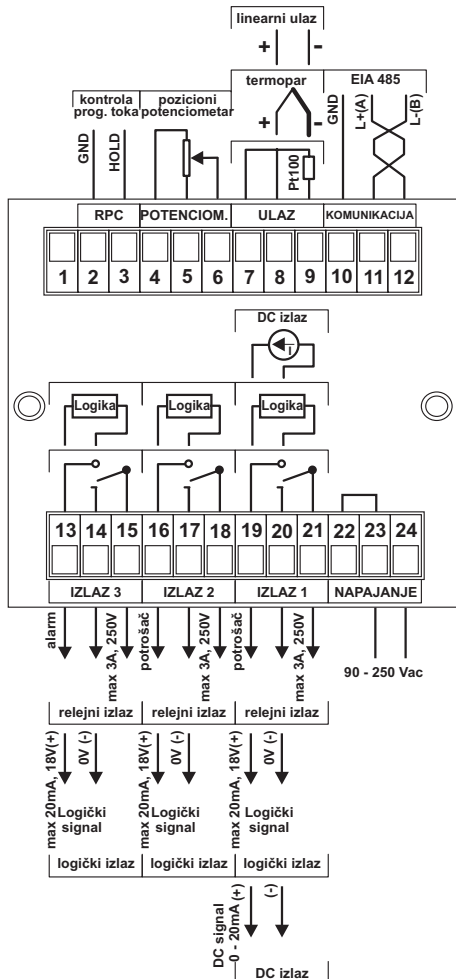 linearni ulaz
+ -
termopar
EIA 485
kontrola
prog. toka
pozicioni
potenciometar
+ -
GND
HOLD
Pt100
GND
L+(A)
L-(B)
RPC
POTENCIOM.
ULAZ
KOMUNIKACIJA
1 2 3 4 5 6 7 8 9 10 11 12
DC izlaz
I
Logika
Logika
Logika
13 14 15 16 17 18 19 20 21 22 23 24
IZLAZ 3
IZLAZ 2
IZLAZ 1
NAPAJANJE
alarm
max 3A, 250V
potrošač
max 3A, 250V
potrošač
max 3A, 250V
90 - 250 Vac
relejni izlaz
relejni izlaz
relejni izlaz
max 20mA, 18V(+)
0V (-)
max 20mA, 18V(+)
0V (-)
max 20mA, 18V(+)
0V (-)
Logički
signal
Logički
signal
Logički
signal
logički izlaz
logički izlaz
logički izlaz
DC signal
0 - 20mA (+)
(-)
DC izlaz